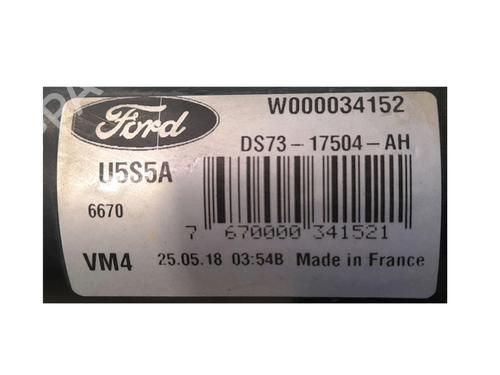 Ford
W000034152
DS73-17504-AH
U5S5A
6670
7 670000 341521
VM4 25.05.18 03:54B Made in France